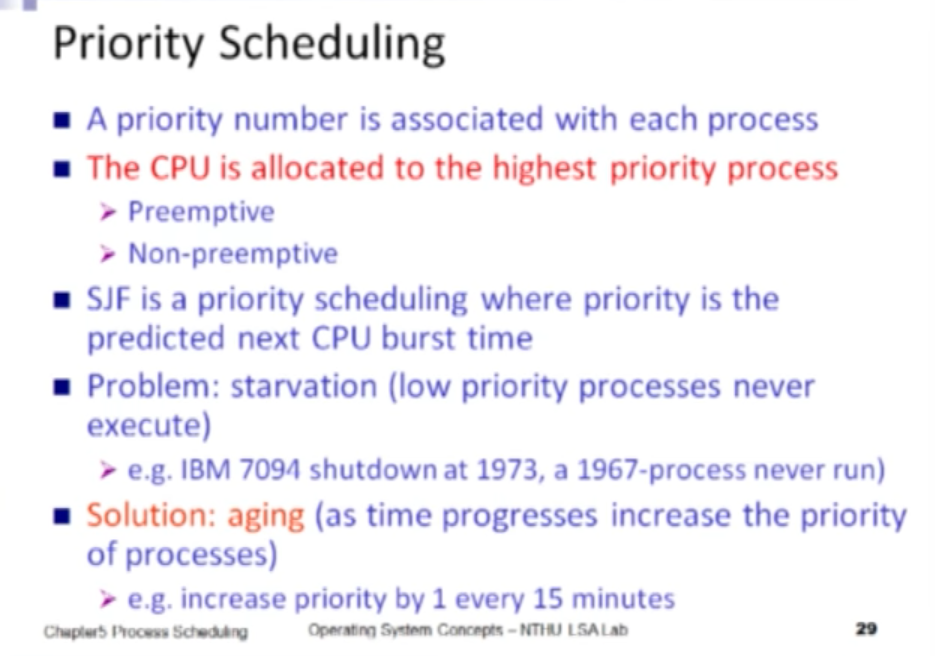 Priority Scheduling
■ A priority number is associated with each process
■ The CPU is allocated to the highest priority process
➢ Preemptive
➢ Non-preemptive
■ SJF is a priority scheduling where priority is the
predicted next CPU burst time
■ Problem: starvation (low priority processes never
execute)
➢ e.g. IBM 7094 shutdown at 1973, a 1967-process never run)
■ Solution: aging (as time progresses increase the priority
of processes)
➢ e.g. increase priority by 1 every 15 minutes
Chapter5 Process Scheduling Operating System Concepts – NTHU LSA Lab 29